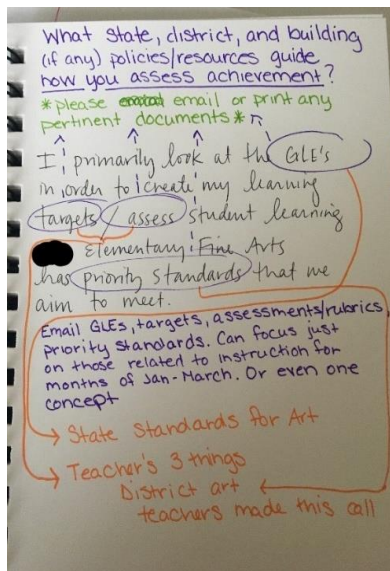 What State, district, and building
(if any) policies/resources guide
how you assess achievement?
*please email or print any
pertinent documents*
I primarily look at the GLE's
in order to create my learning
targets / assess student learning
Elementary Fine Arts
has priority standards that we
aim to meet.
Email GLEs, targets, assessments/rubrics,
priority standards. Can focus just
on those related to instruction for
months of Jan-March. Or even one
concept
→ State Standards for Art
→ Teacher's 3 things
District art
teachers made this call